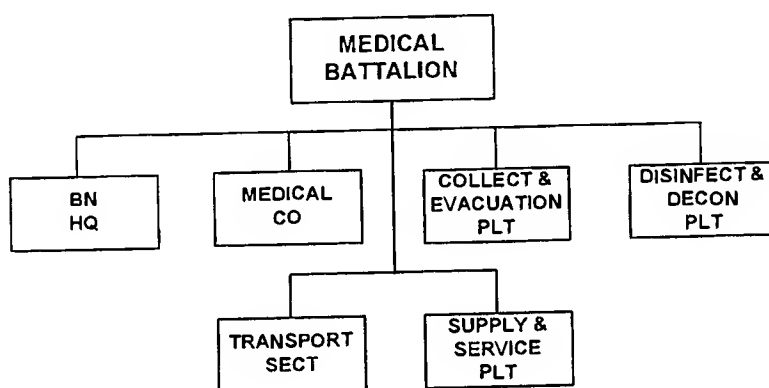 MEDICAL
BATTALION
BN
HQ
MEDICAL
CO
COLLECT &
EVACUATION
PLT
DISINFECT &
DECON
PLT
TRANSPORT
SECT
SUPPLY &
SERVICE
PLT